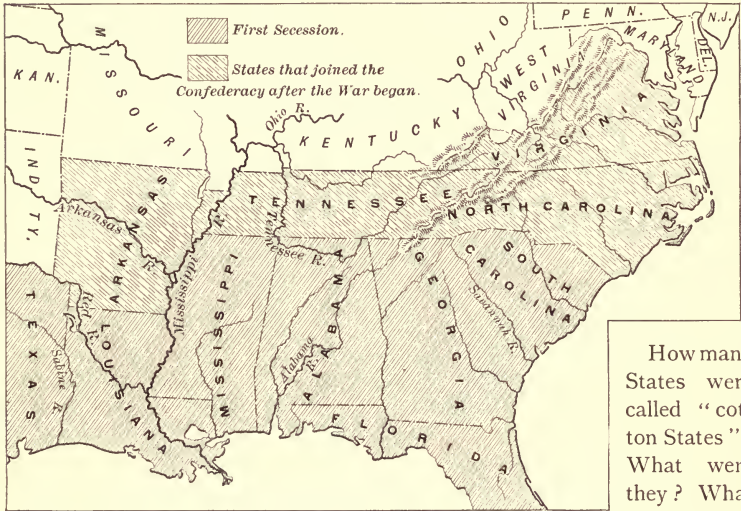 First Secession.
States that joined the
Confederacy after the War began.
PENN.
N.J.
MARYLAND
DEL.
OHIO
WEST
VIRGINIA
KAN.
MISSOURI
Ohio R.
KENTUCKY
VIRGINIA
IND TY.
ARKANSAS
Arkansas
R.
TENNESSEE
Tennessee R.
NORTH CAROLINA
SOUTH
CAROLINA
Mississippi
R.
MISSISSIPPI
ALABAMA
Alabama
R.
GEORGIA
Savannah R.
TEXAS
Red R.
Sabine R.
LOUISIANA
FLORIDA
How man
States wer
called “cot
ton States”
What wer
they? Wha